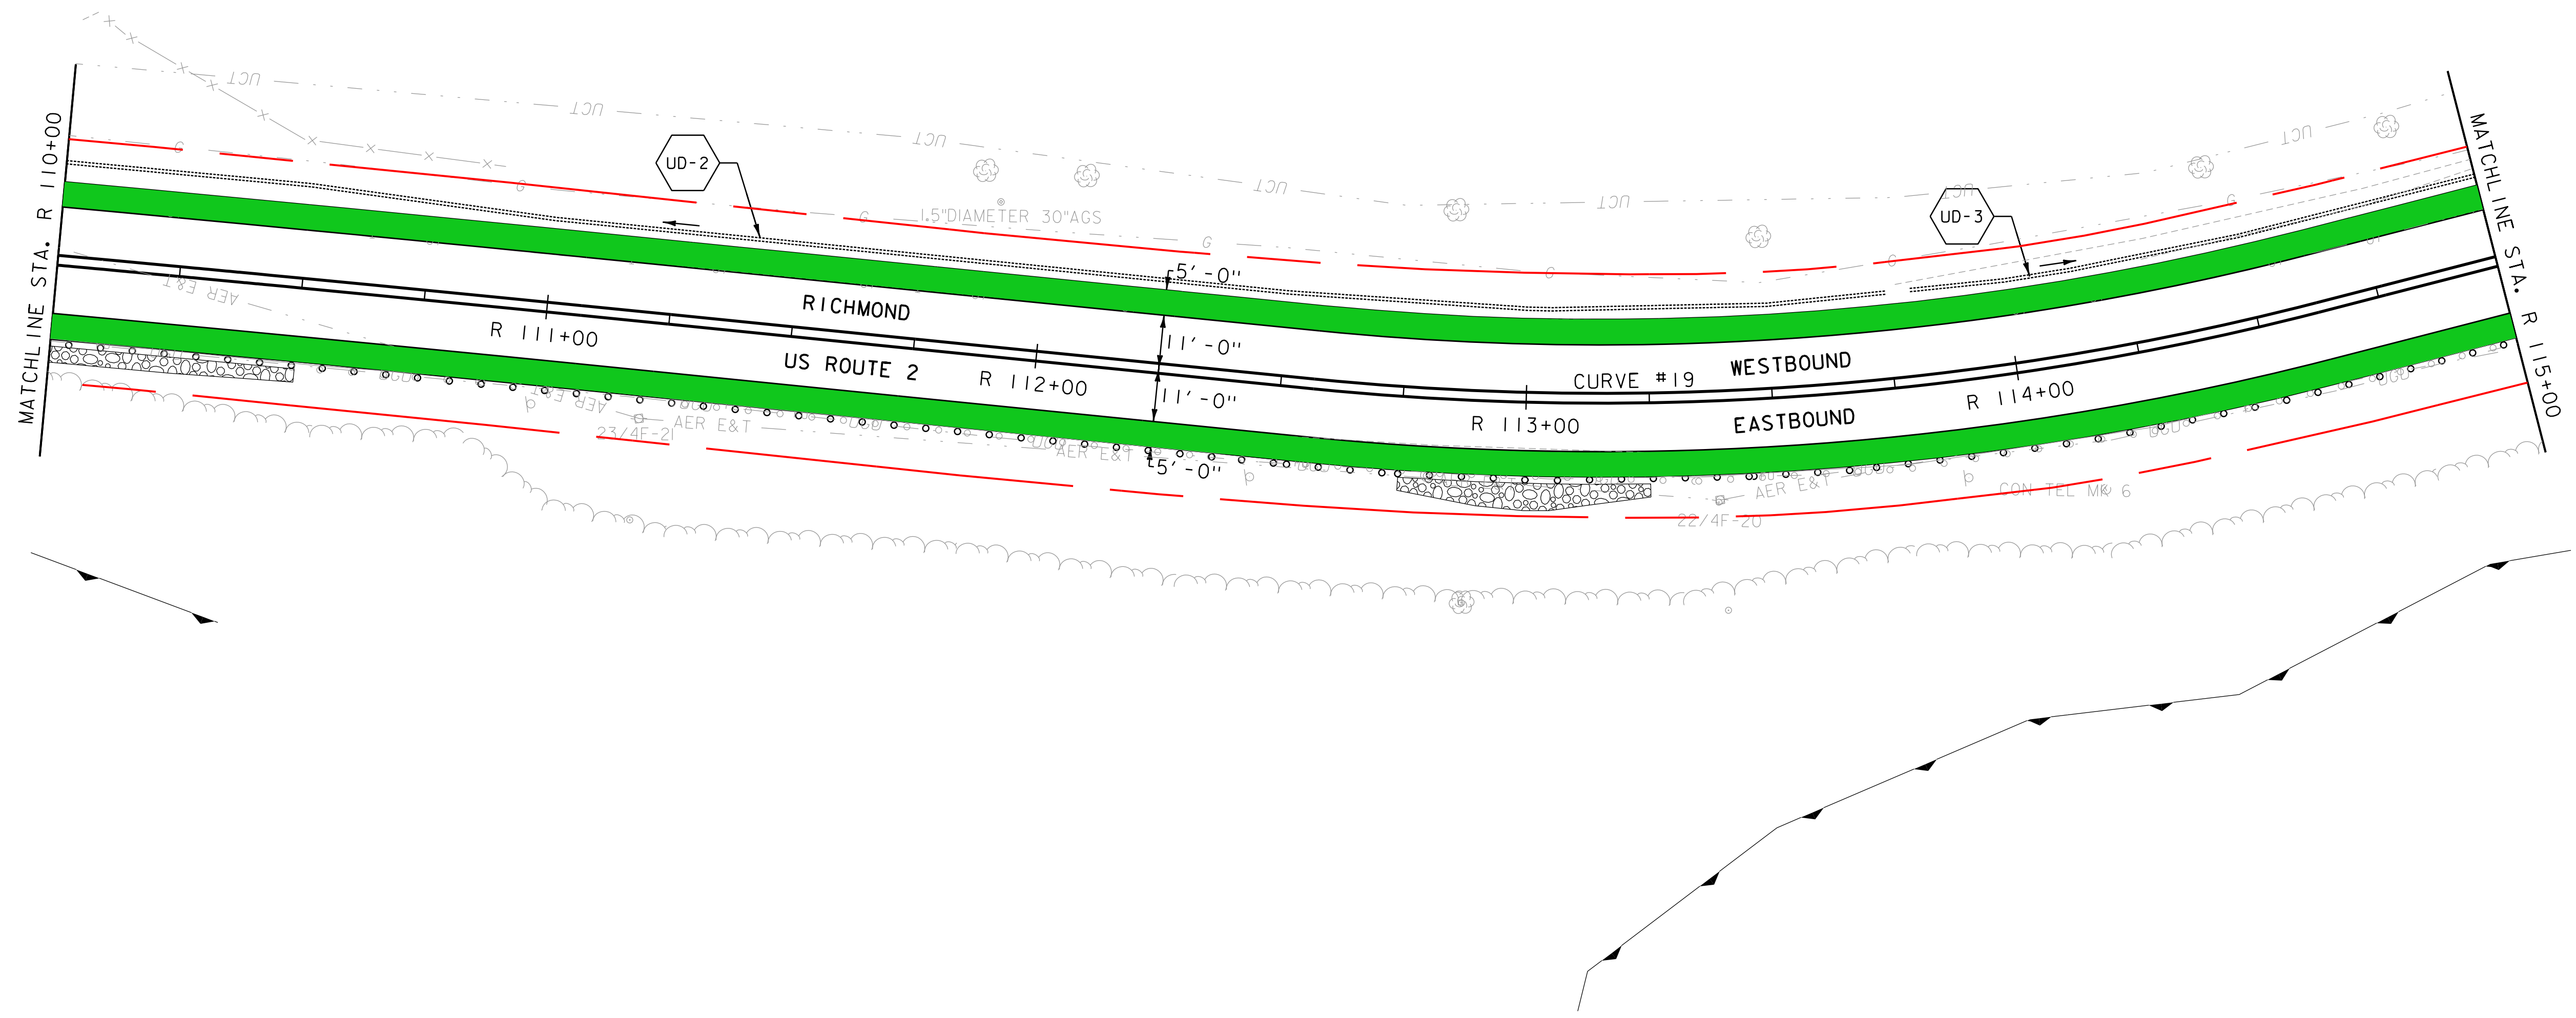 UCT
UCT
UCT
UCT
UCT
UCT
UCT
MATCHLINE STA. R 110+00
MATCHLINE STA. R 115+00
G
G
G
G
G
G
G
UD-2
UD-3
1.5"DIAMETER 30"AGS
5'-0"
11'-0"
11'-0"
5'-0"
RICHMOND
US ROUTE 2
WESTBOUND
EASTBOUND
CURVE #19
R 111+00
R 112+00
R 113+00
R 114+00
AER E&T
AER E&T
AER E&T
AER E&T
AER E&T
23/4F-21
22/4F-20
CON TEL MK 6